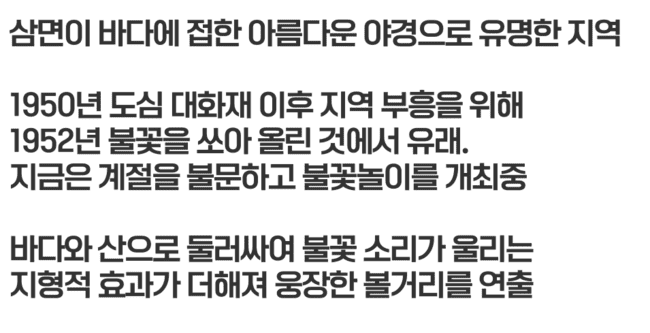 삼면이 바다에 접한 아름다운 야경으로 유명한 지역
1950년 도심 대화재 이후 지역 부흥을 위해
1952년 불꽃을 쏘아 올린 것에서 유래.
지금은 계절을 불문하고 불꽃놀이를 개최중
바다와 산으로 둘러싸여 불꽃 소리가 울리는
지형적 효과가 더해져 웅장한 볼거리를 연출